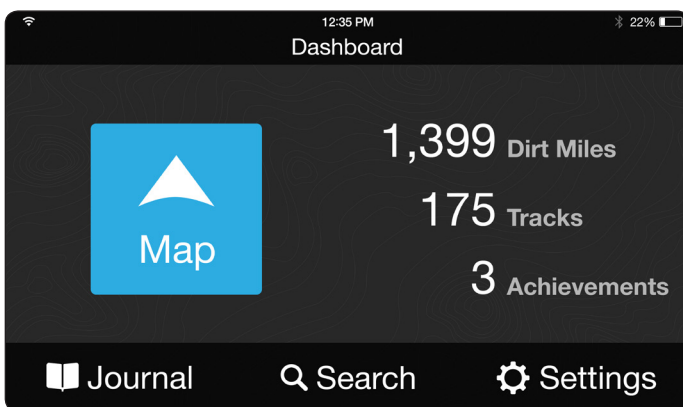 12:35 PM 22%
Dashboard
Map
1,399 Dirt Miles
175 Tracks
3 Achievements
Journal Search Settings